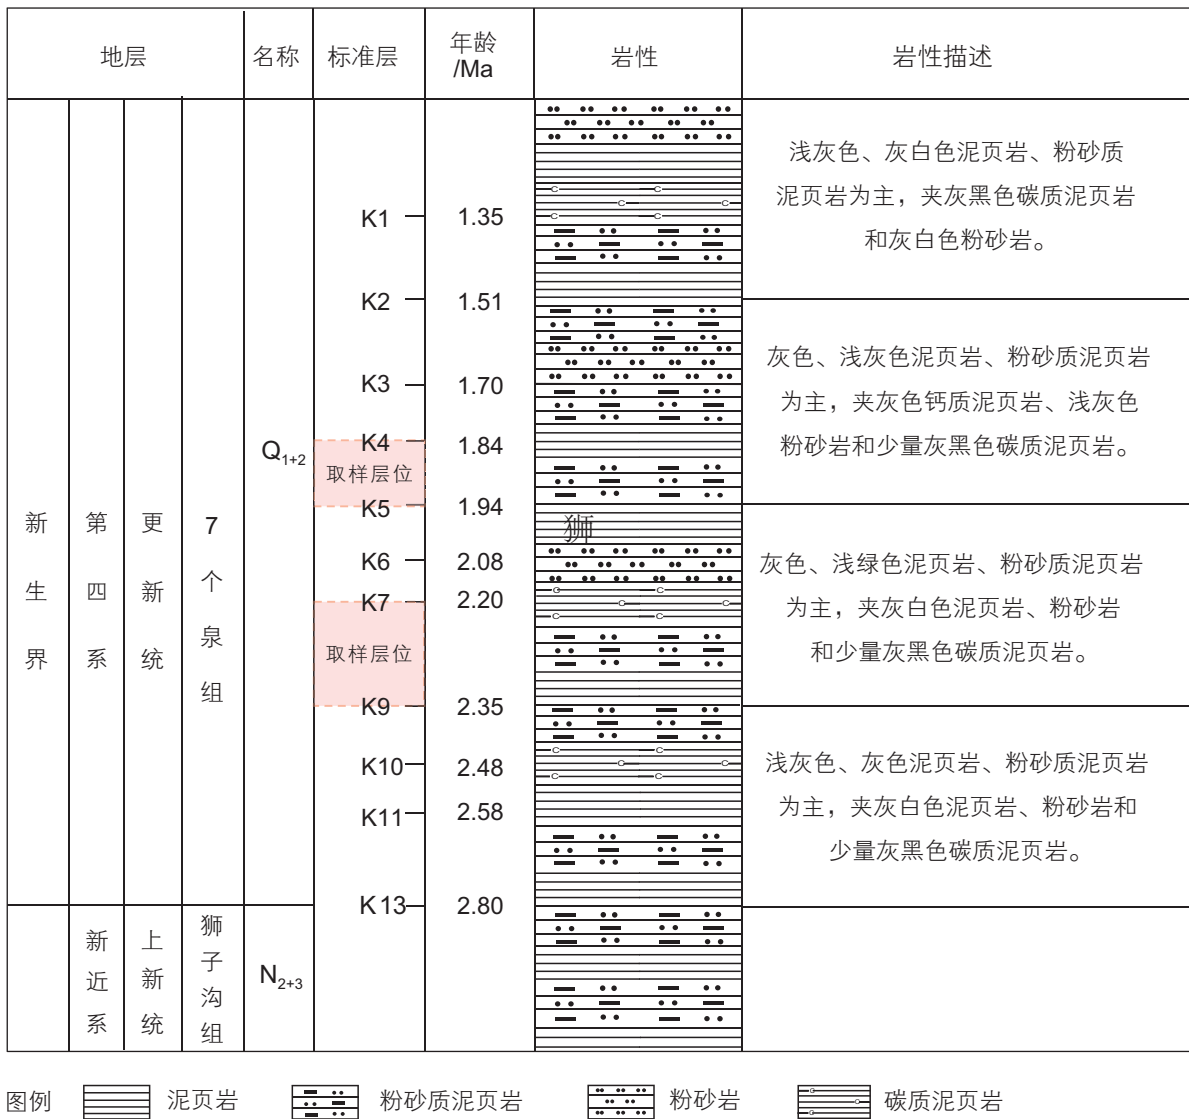 地层 名称 标准层 年龄/Ma 岩性 岩性描述
新生界
第四系
更新统
7个泉组
Q1+2
K1 1.35
K2 1.51
K3 1.70
K4 1.84
取样层位
K5 1.94
K6 2.08
K7 2.20
取样层位
K9 2.35
K10 2.48
K11 2.58
K13 2.80
狮
浅灰色、灰白色泥页岩、粉砂质
泥页岩为主，夹灰黑色碳质泥页岩
和灰白色粉砂岩。
灰色、浅灰色泥页岩、粉砂质泥页岩
为主，夹灰色钙质泥页岩、浅灰色
粉砂岩和少量灰黑色碳质泥页岩。
灰色、浅绿色泥页岩、粉砂质泥页岩
为主，夹灰白色泥页岩、粉砂岩
和少量灰黑色碳质泥页岩。
浅灰色、灰色泥页岩、粉砂质泥页岩
为主，夹灰白色泥页岩、粉砂岩和
少量灰黑色碳质泥页岩。
新近系
上新统
狮子沟组
N2+3
图例 泥页岩 粉砂质泥页岩 粉砂岩 碳质泥页岩